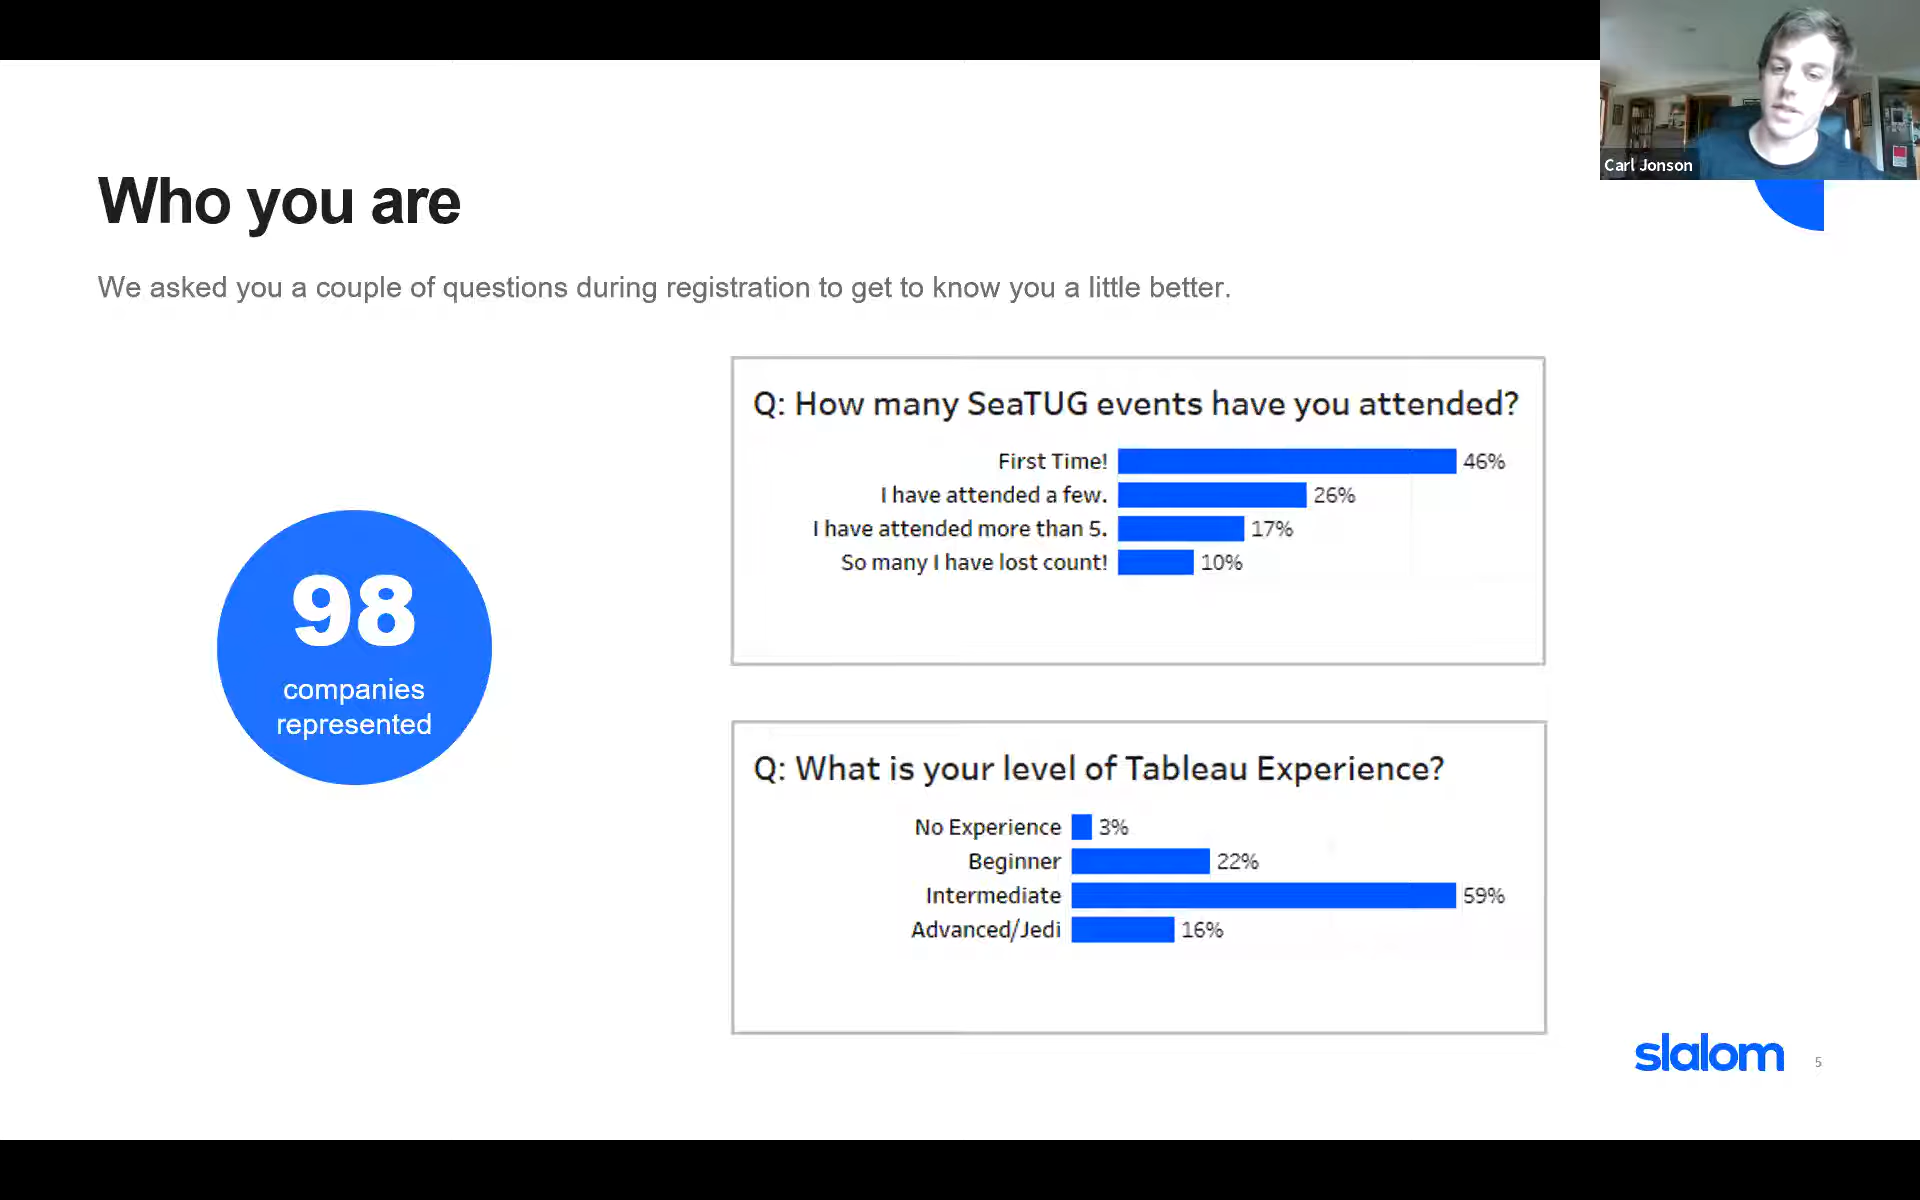 Carl Jonson
Who you are
We asked you a couple of questions during registration to get to know you a little better.
98
companies
represented
Q: How many SeaTUG events have you attended?
First Time! 46%
I have attended a few. 26%
I have attended more than 5. 17%
So many I have lost count! 10%
Q: What is your level of Tableau Experience?
No Experience 3%
Beginner 22%
Intermediate 59%
Advanced/Jedi 16%
slalom
5